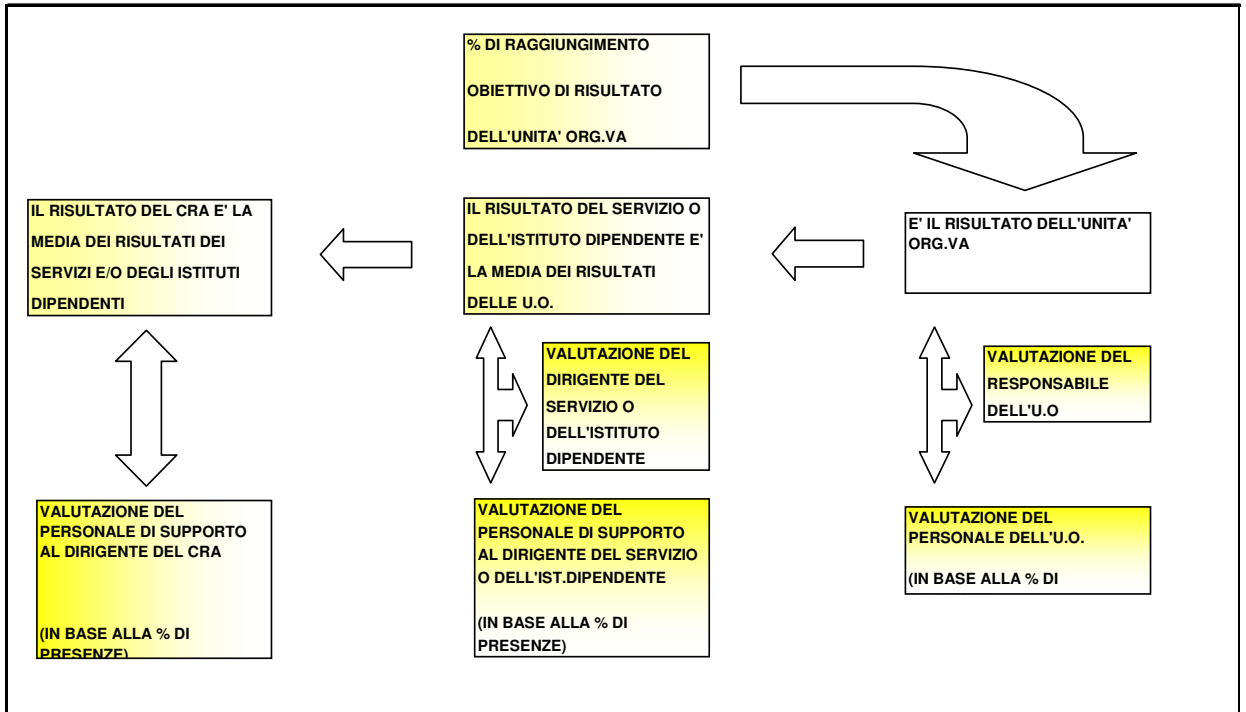 % DI RAGGIUNGIMENTO
OBIETTIVO DI RISULTATO
DELL'UNITA' ORG.VA
IL RISULTATO DEL CRA E' LA
MEDIA DEI RISULTATI DEI
SERVIZI E/O DEGLI ISTITUTI
DIPENDENTI
IL RISULTATO DEL SERVIZIO O
DELL'ISTITUTO DIPENDENTE E'
LA MEDIA DEI RISULTATI
DELLE U.O.
E' IL RISULTATO DELL'UNITA'
ORG.VA
VALUTAZIONE DEL
DIRIGENTE DEL
SERVIZIO O
DELL'ISTITUTO
DIPENDENTE
VALUTAZIONE DEL
RESPONSABILE
DELL'U.O
VALUTAZIONE DEL
PERSONALE DI SUPPORTO
AL DIRIGENTE DEL CRA
(IN BASE ALLA % DI
PRESENZE)
VALUTAZIONE DEL
PERSONALE DI SUPPORTO
AL DIRIGENTE DEL SERVIZIO
O DELL'IST.DIPENDENTE
(IN BASE ALLA % DI
PRESENZE)
VALUTAZIONE DEL
PERSONALE DELL'U.O.
(IN BASE ALLA % DI